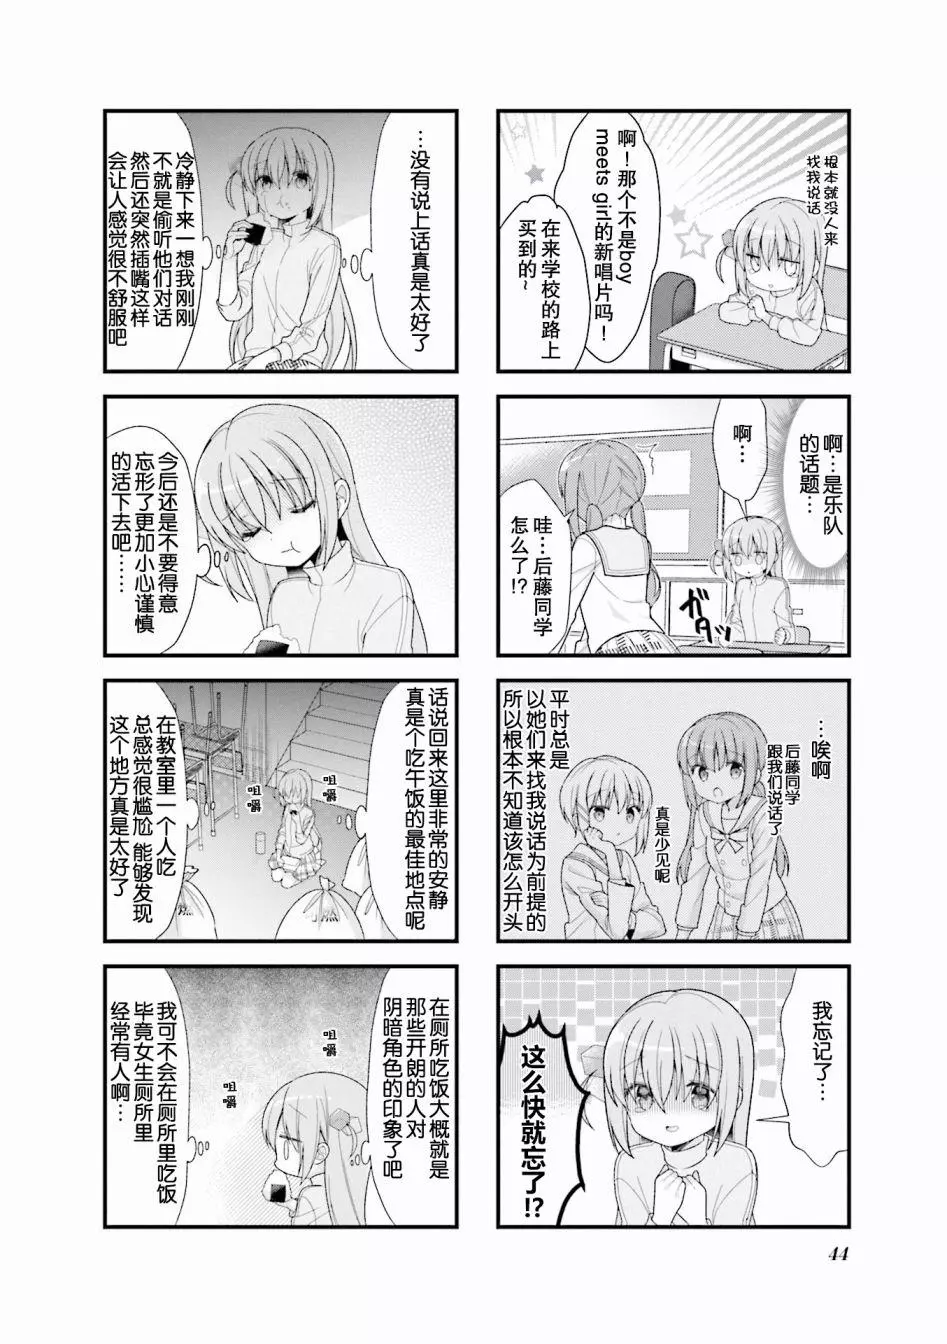 根本就没人来
找我说话
啊！那个不是boy
meets girl的新唱片吗！
在来学校的路上
买到的~
啊…是乐队
的话题…
啊
…
哇…后藤同学
怎么了!?
ガタッ
…唉啊
后藤同学
跟我们说话了
真是少见呢
平时总是
以她们来找我说话为前提的
所以根本不知道该怎么开头
我忘记了…
这么快就忘了!?
…没有说上话真是太好了
冷静下来一想我刚刚
不就是偷听他们对话
然后还突然插嘴这样
会让人感觉很不舒服吧
今后还是不要得意
忘形了更加小心谨慎
的活下去吧……
话说回来这里非常的安静
真是个吃午饭的最佳地点呢
咀嚼
咀嚼
在教室里一个人吃
总感觉很尴尬 能够发现
这个地方真是太好了
在厕所吃饭大概就是
那些开朗的人对
阴暗角色的印象了吧
咀嚼
咀嚼
我可不会在厕所里吃饭
毕竟女生厕所里
经常有人啊…
44